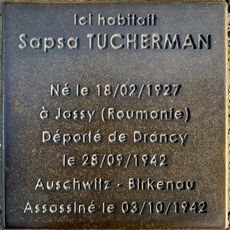 Ici habitait
Sapsa TUCHERMAN
Né le 18/02/1927
à Jassy (Roumanie)
Déporté de Drancy
le 28/09/1942
Auschwitz - Birkenau
Assassiné le 03/10/1942